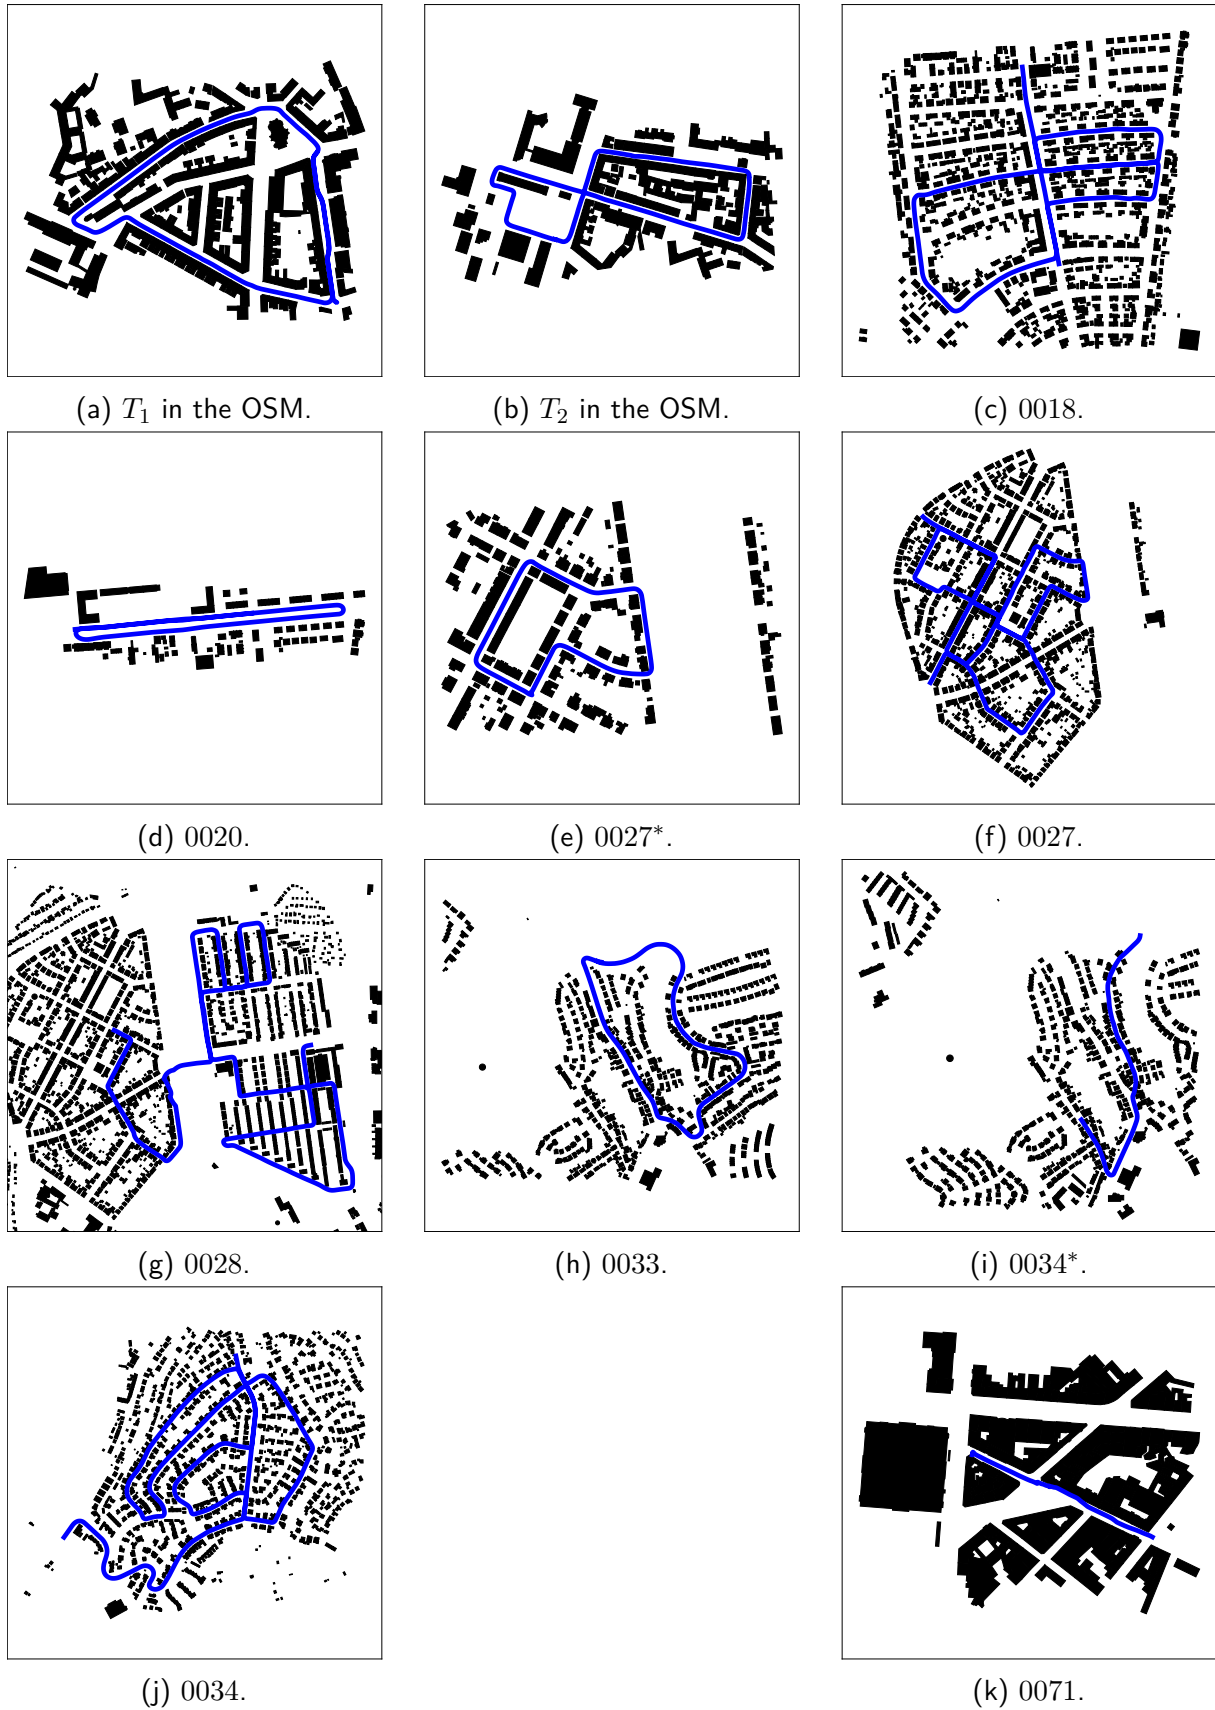 (a) T₁ in the OSM.
(b) T₂ in the OSM.
(c) 0018.
(d) 0020.
(e) 0027*.
(f) 0027.
(g) 0028.
(h) 0033.
(i) 0034*.
(j) 0034.
(k) 0071.